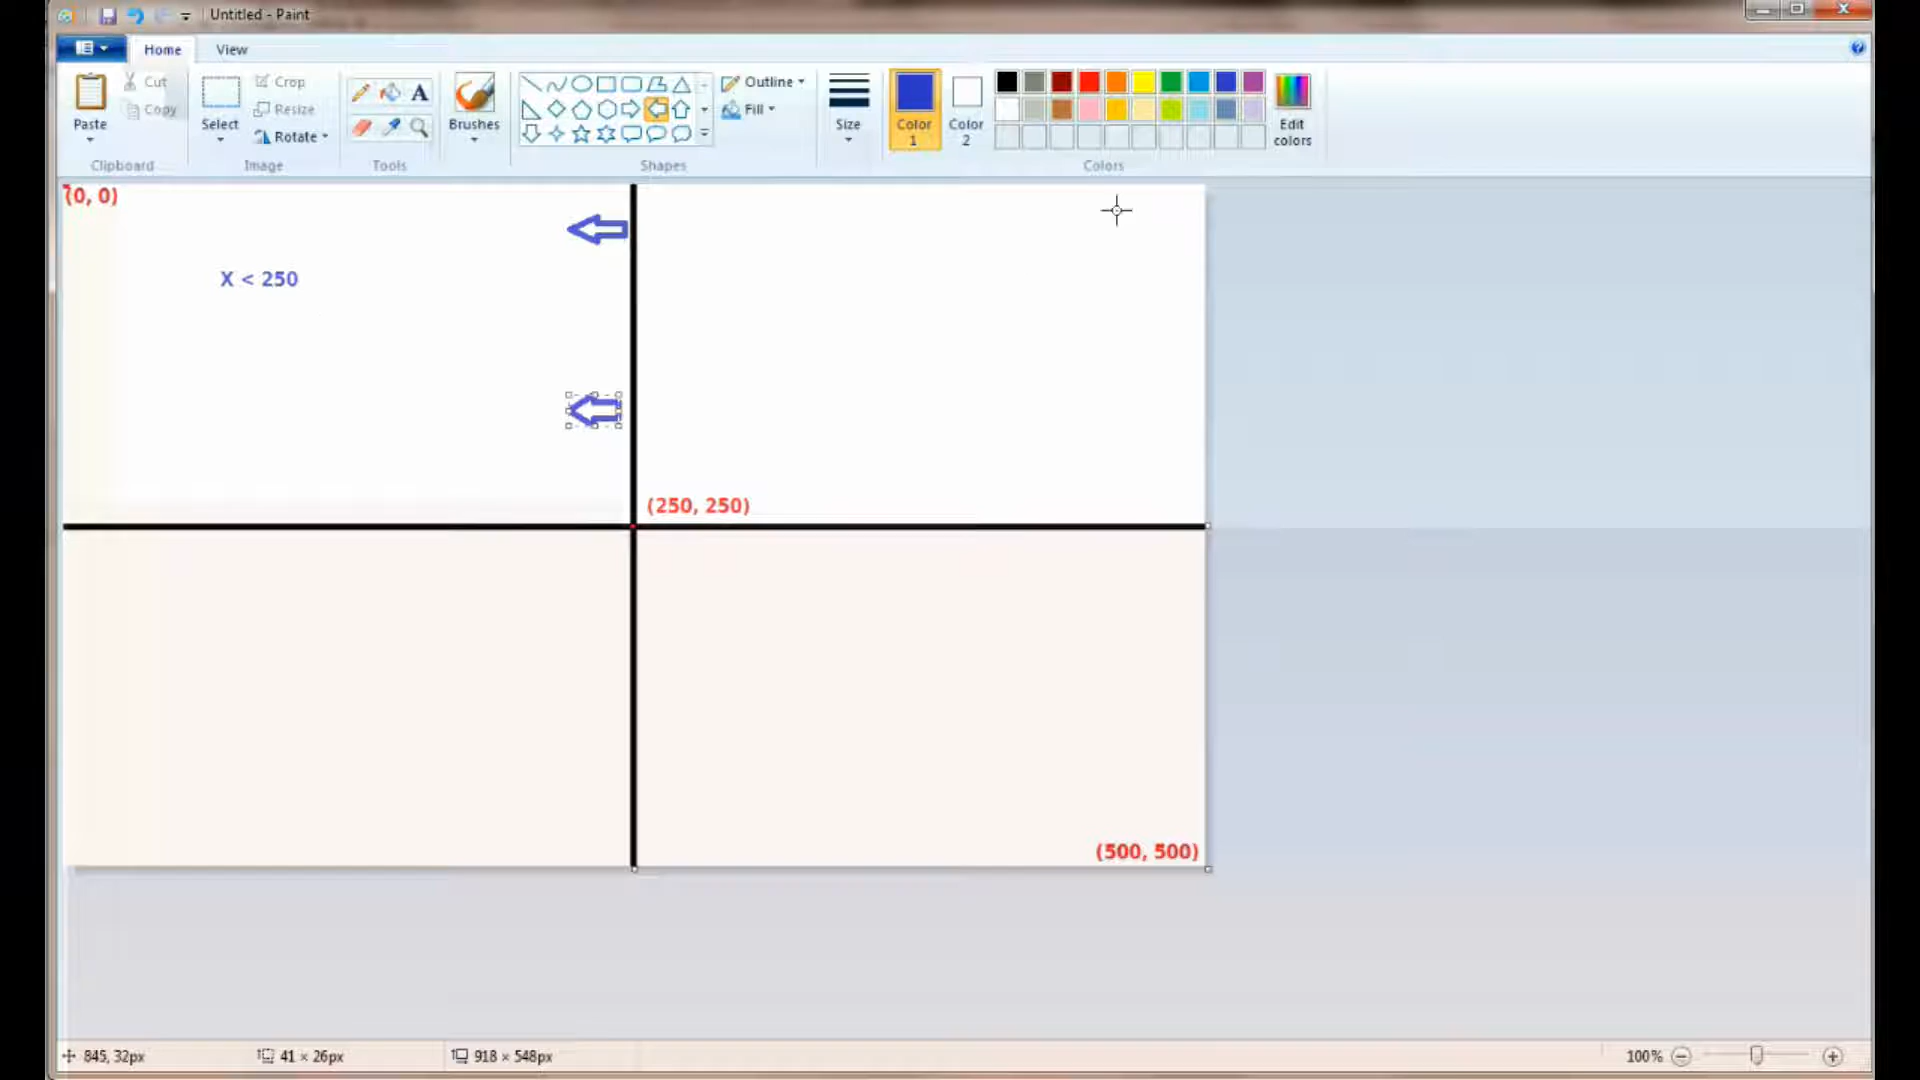 Untitled - Paint
Home
View
Paste
Cut
Copy
Clipboard
Select
Crop
Resize
Rotate
Image
A
Tools
Brushes
Shapes
Outline
Fill
Size
Color 1
Color 2
Colors
Edit colors
(0, 0)
X < 250
(250, 250)
(500, 500)
845, 32px
41 × 26px
918 × 548px
100%